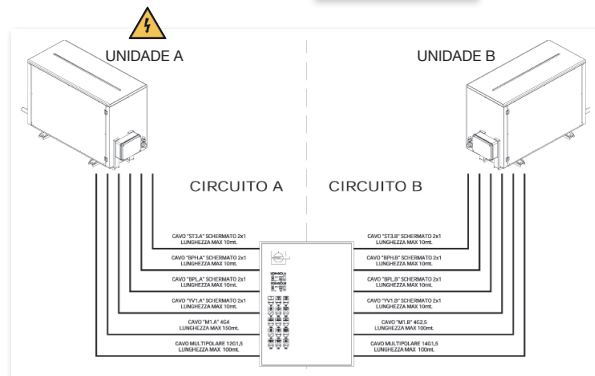 UNIDADE A
UNIDADE B
CIRCUITO A
CIRCUITO B
CAVO "ST3.A" SCHERMATO 2x1
LUNGHEZZA MAX 10mt.
CAVO "BPH.A" SCHERMATO 2x1
LUNGHEZZA MAX 10mt.
CAVO "BPL.A" SCHERMATO 2x1
LUNGHEZZA MAX 10mt.
CAVO "YV1.A" SCHERMATO 2x1
LUNGHEZZA MAX 10mt.
CAVO "M1.A" 4G4
LUNGHEZZA MAX 150mt.
CAVO MULTIPOLARE 12G1,5
LUNGHEZZA MAX 100mt.
CAVO "ST3.B" SCHERMATO 2x1
LUNGHEZZA MAX 10mt.
CAVO "BPH.B" SCHERMATO 2x1
LUNGHEZZA MAX 10mt.
CAVO "BPL.B" SCHERMATO 2x1
LUNGHEZZA MAX 10mt.
CAVO "YV1.B" SCHERMATO 2x1
LUNGHEZZA MAX 10mt.
CAVO "M1.B" 4G2,5
LUNGHEZZA MAX 100mt.
CAVO MULTIPOLARE 14G1,5
LUNGHEZZA MAX 100mt.